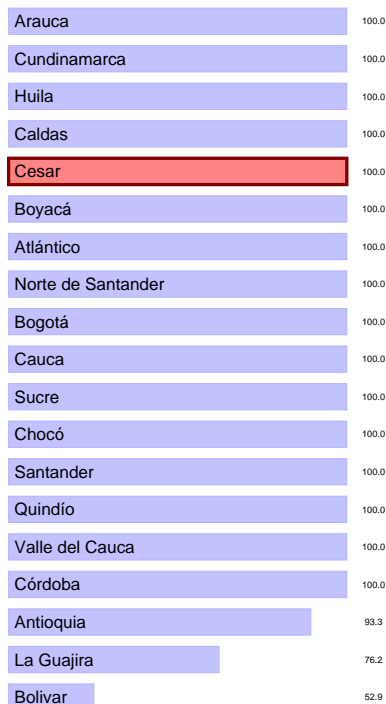 Arauca 100.0
Cundinamarca 100.0
Huila 100.0
Caldas 100.0
Cesar 100.0
Boyacá 100.0
Atlántico 100.0
Norte de Santander 100.0
Bogotá 100.0
Cauca 100.0
Sucre 100.0
Chocó 100.0
Santander 100.0
Quindío 100.0
Valle del Cauca 100.0
Córdoba 100.0
Antioquia 93.3
La Guajira 76.2
Bolivar 52.9